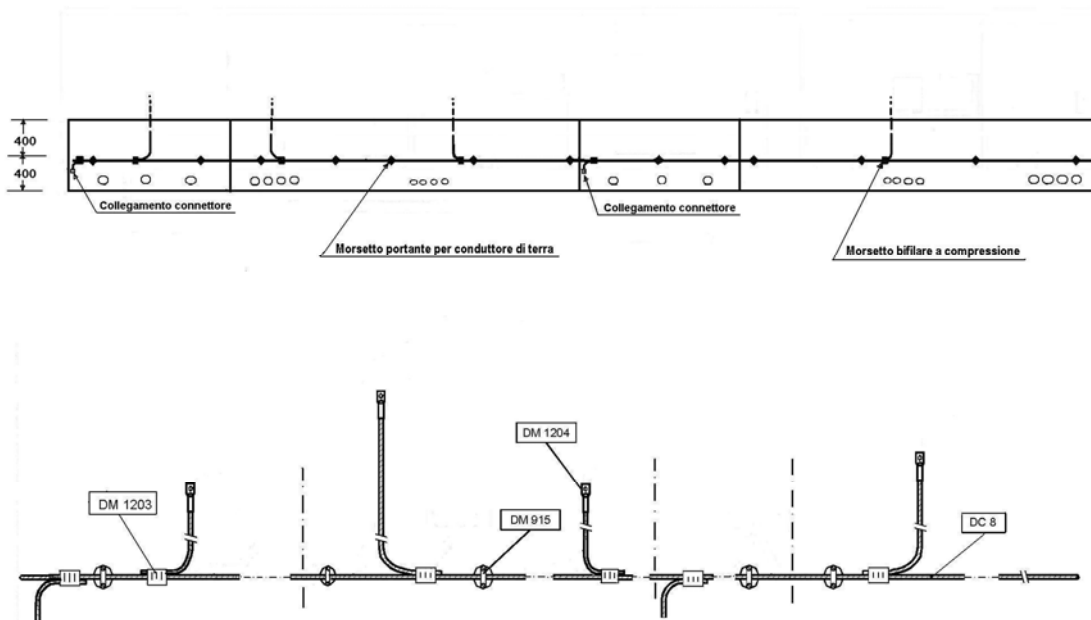 400
400
Collegamento connettore
Collegamento connettore
Morsetto portante per conduttore di terra
Morsetto bifilare a compressione
DM 1204
DM 1203
DM 915
DC 8